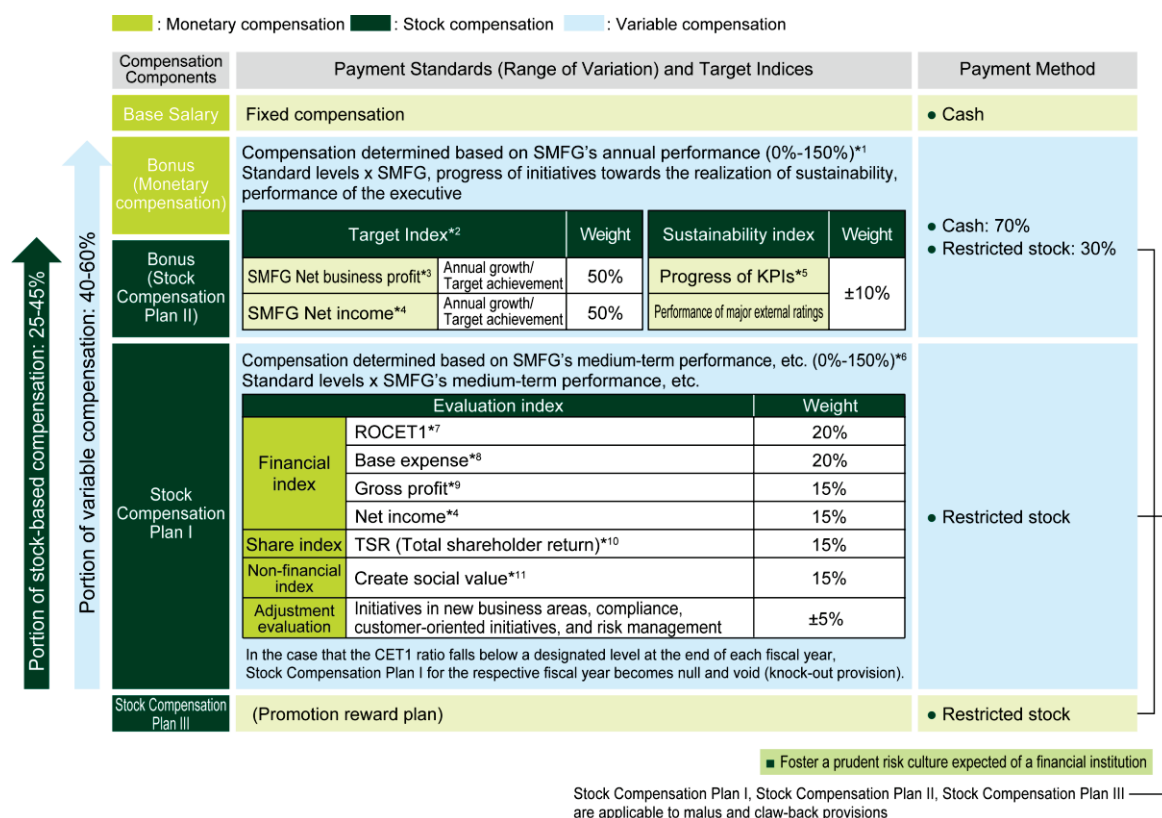 : Monetary compensation : Stock compensation : Variable compensation
Compensation
Components
Payment Standards (Range of Variation) and Target Indices
Payment Method
Base Salary
Fixed compensation
● Cash
Portion of stock-based compensation: 25-45%
Portion of variable compensation: 40-60%
Bonus
(Monetary
compensation)
Bonus
(Stock
Compensation
Plan II)
Compensation determined based on SMFG's annual performance (0%-150%)*1
Standard levels x SMFG, progress of initiatives towards the realization of sustainability,
performance of the executive
Target Index*2 Weight
SMFG Net business profit*3 Annual growth/
Target achievement 50%
SMFG Net income*4 Annual growth/
Target achievement 50%
Sustainability index Weight
Progress of KPIs*5
Performance of major external ratings
±10%
● Cash: 70%
● Restricted stock: 30%
Stock
Compensation
Plan I
Compensation determined based on SMFG's medium-term performance, etc. (0%-150%)*6
Standard levels x SMFG's medium-term performance, etc.
Evaluation index Weight
Financial
index
ROCET1*7 20%
Base expense*8 20%
Gross profit*9 15%
Net income*4 15%
Share index TSR (Total shareholder return)*10 15%
Non-financial
index
Create social value*11 15%
Adjustment
evaluation
Initiatives in new business areas, compliance,
customer-oriented initiatives, and risk management
±5%
In the case that the CET1 ratio falls below a designated level at the end of each fiscal year,
Stock Compensation Plan I for the respective fiscal year becomes null and void (knock-out provision).
● Restricted stock
Stock Compensation
Plan III
(Promotion reward plan)
● Restricted stock
■ Foster a prudent risk culture expected of a financial institution
Stock Compensation Plan I, Stock Compensation Plan II, Stock Compensation Plan III
are applicable to malus and claw-back provisions